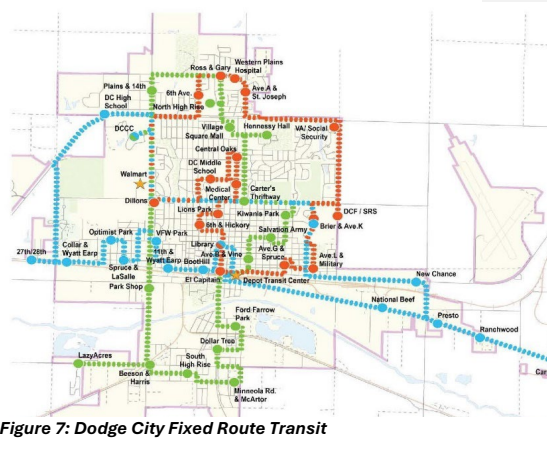 Ross & Gary
Western Plains
Hospital
Plains & 14th
6th Ave.
Ave.A &
St. Joseph
DC High
School
North High Rise
DCCC
Village
Square Mall
Hennessy Hall
VA/ Social
Security
Central Oaks
Walmart
DC Middle
School
Medical
Center
Carter's
Thriftway
Dillons
Lions Park
Kiwanis Park
DCF / SRS
6th & Hickory
Brier & Ave.K
Optimist Park
VFW Park
Salvation Army
27th/28th
Collar &
Wyatt Earp
Library
11th &
Wyatt Earp
BootHill
Ave.B & Vine
Ave.G &
Spruce
Ave.L &
Military
Spruce &
LaSalle
Park Shop
El Capitan
Depot Transit Center
New Chance
National Beef
Ford Farrow
Park
Presto
Ranchwood
Dollar Tree
LazyAcres
South
High Rise
Beeson &
Harris
Minneola Rd.
& McArtor
Car
Figure 7: Dodge City Fixed Route Transit